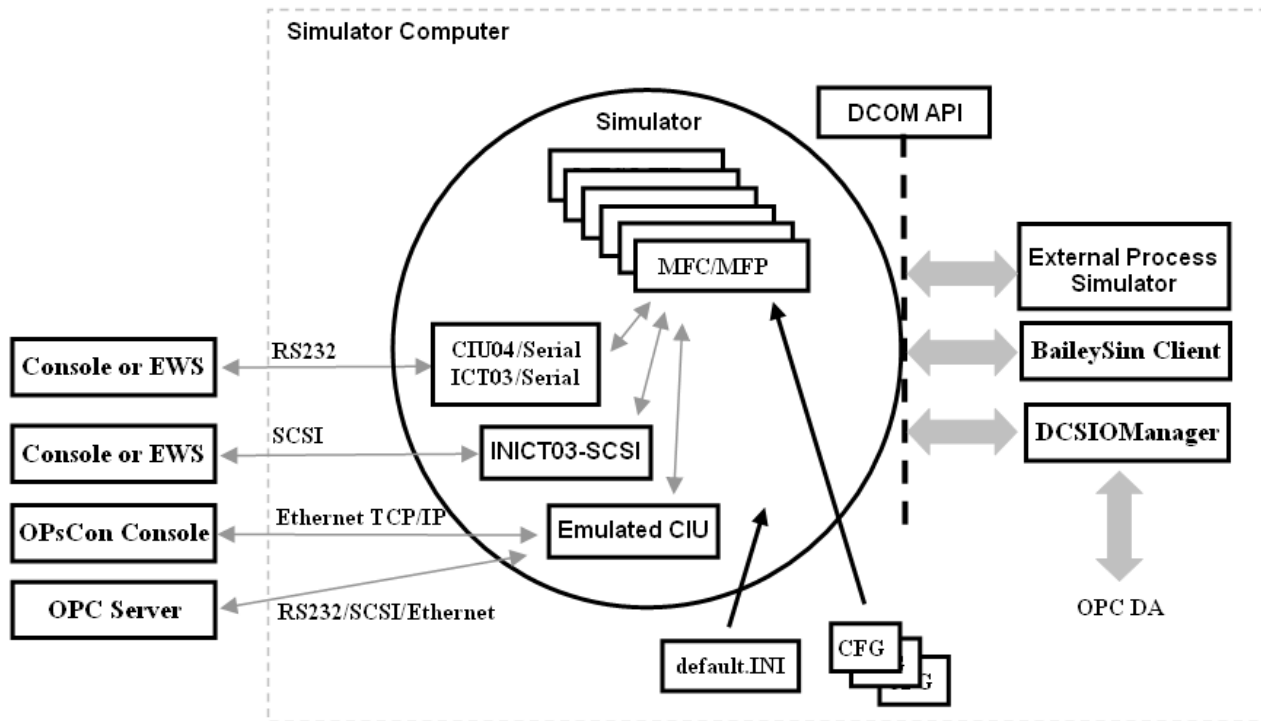 Simulator Computer
DCOM API
Simulator
MFC/MFP
External Process
Simulator
BaileySim Client
DCSIOManager
OPC DA
Console or EWS
RS232
CIU04/Serial
ICT03/Serial
Console or EWS
SCSI
INICT03-SCSI
OPsCon Console
Ethernet TCP/IP
Emulated CIU
OPC Server
RS232/SCSI/Ethernet
default.INI
CFG